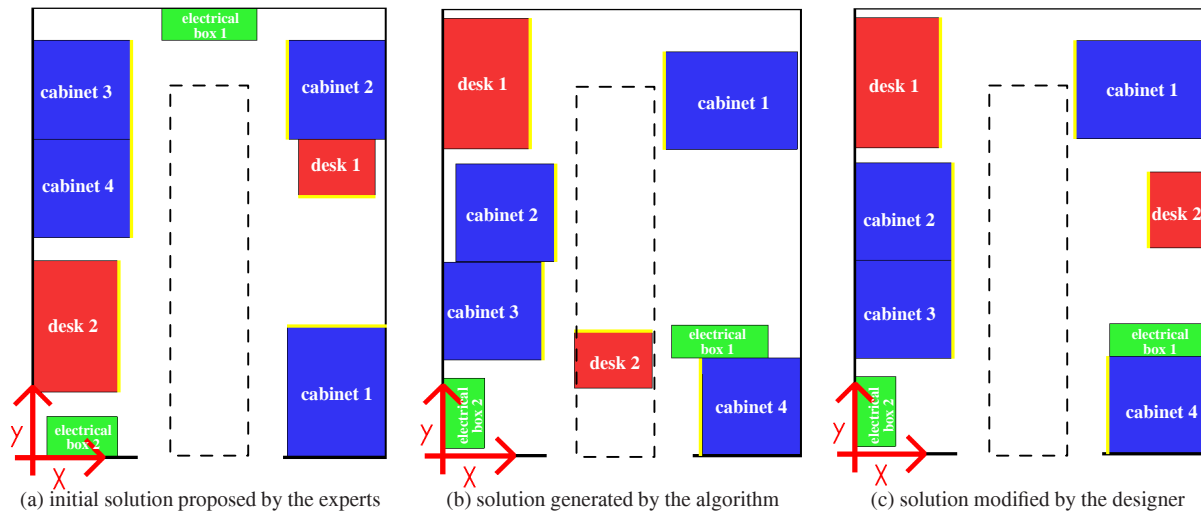 electrical
box 1
cabinet 3
cabinet 2
desk 1
cabinet 4
desk 2
cabinet 1
electrical
box 2
Y
X
(a) initial solution proposed by the experts
desk 1
cabinet 1
cabinet 2
cabinet 3
electrical
box 1
desk 2
cabinet 4
electrical
box 2
y
X
(b) solution generated by the algorithm
desk 1
cabinet 1
cabinet 2
desk 2
cabinet 3
electrical
box 1
cabinet 4
electrical
box 2
y
X
(c) solution modified by the designer